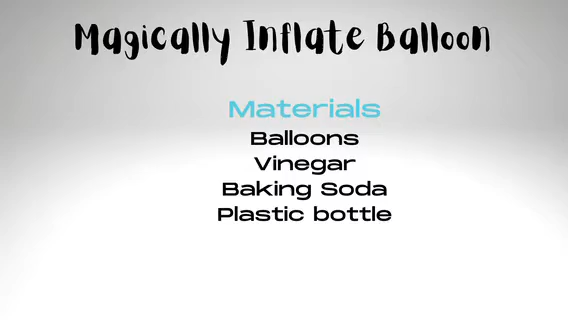 Magically Inflate Balloon
Materials
Balloons
Vinegar
Baking Soda
Plastic bottle